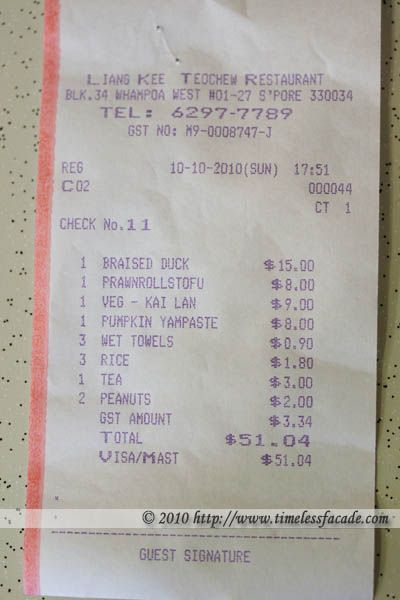 LIANG KEE TEOCHEW RESTAURANT
BLK.34 WHAMPOA WEST #01-27 S'PORE 330034
TEL: 6297-7789
GST NO: M9-0008747-J
REG 10-10-2010(SUN) 17:51
C02 000044
CT 1
CHECK No.11
1 BRAISED DUCK $15.00
1 PRAWNROLLSTOFU $8.00
1 VEG - KAI LAN $9.00
1 PUMPKIN YAMPASTE $8.00
3 WET TOWELS $0.90
3 RICE $1.80
1 TEA $3.00
2 PEANUTS $2.00
GST AMOUNT $3.34
TOTAL $51.04
VISA/MAST $51.04
© 2010 http://www.timelessfacade.com
GUEST SIGNATURE